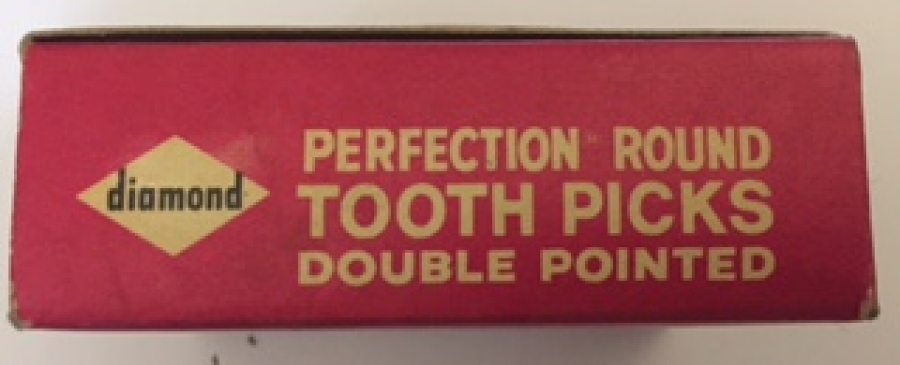 diamond
PERFECTION ROUND
TOOTH PICKS
DOUBLE POINTED